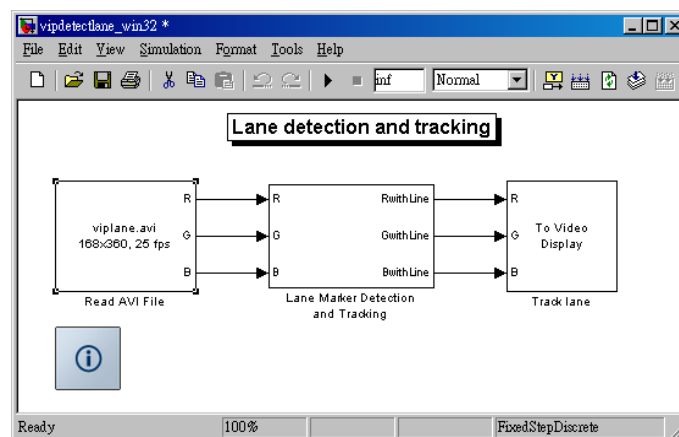 vipdetectlane_win32 *
File Edit View Simulation Format Tools Help
inf Normal
Lane detection and tracking
viplane.avi
168x360, 25 fps
R
G
B
Read AVI File
R
G
B
RwithLine
GwithLine
BwithLine
Lane Marker Detection
and Tracking
R
G
B
To Video
Display
Track lane
Ready 100% FixedStepDiscrete